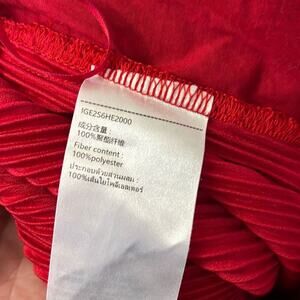 IGE256HE2000
成分含量 :
100%聚酯纤维
Fiber content :
100%polyester
ประกอบด้วยส่วนผสม :
100%เส้นใยโพลีเอสเตอร์